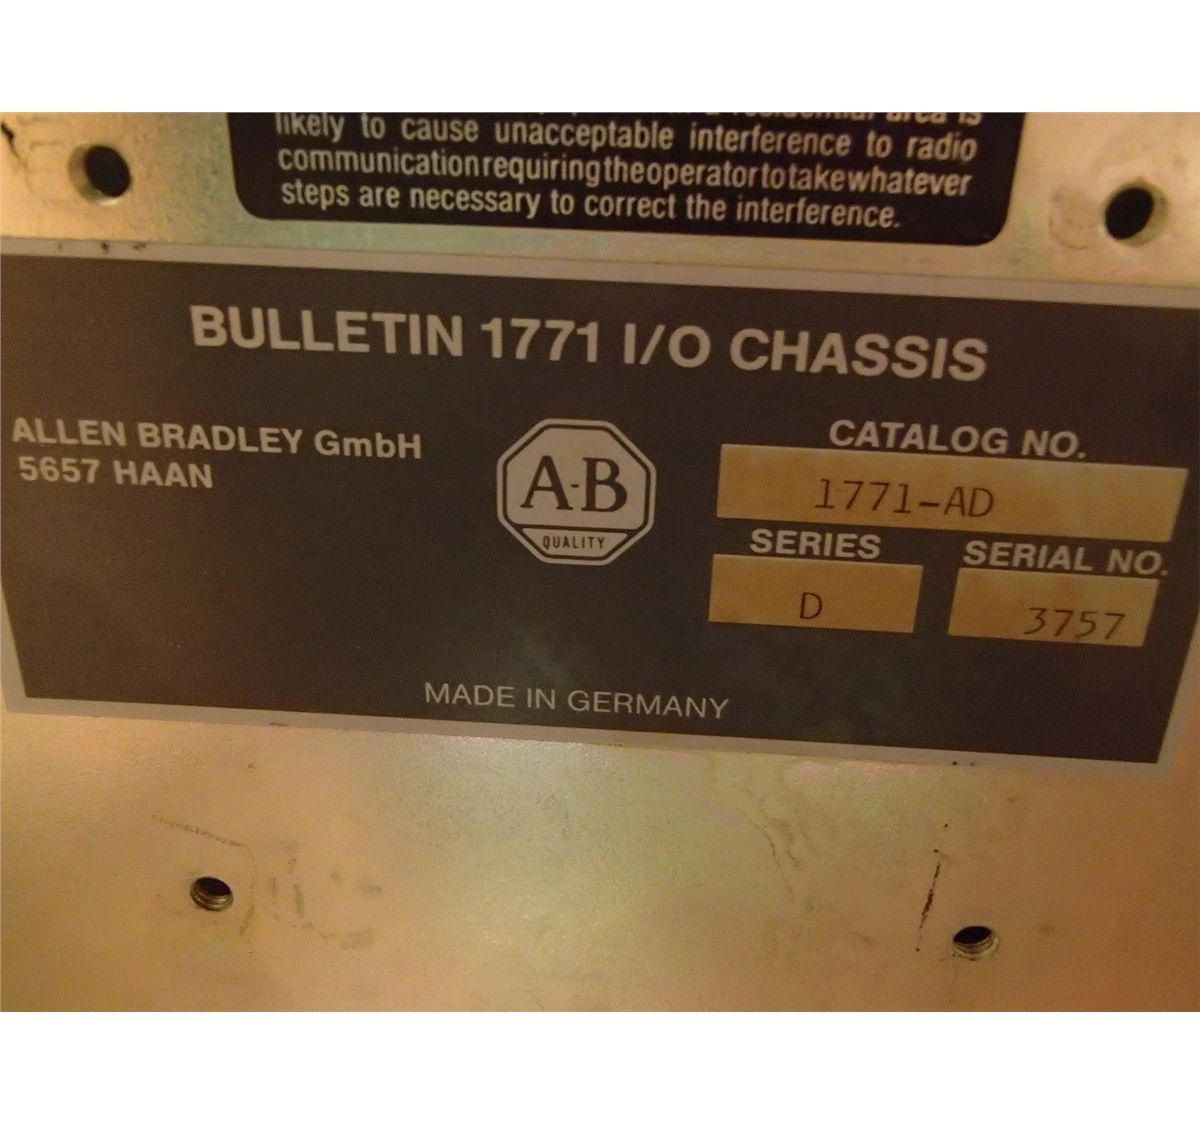 likely to cause unacceptable interference to radio
communication requiring the operator to take whatever
steps are necessary to correct the interference.
BULLETIN 1771 I/O CHASSIS
ALLEN BRADLEY GmbH
5657 HAAN
A-B
QUALITY
CATALOG NO.
1771-AD
SERIES
SERIAL NO.
D
3757
MADE IN GERMANY